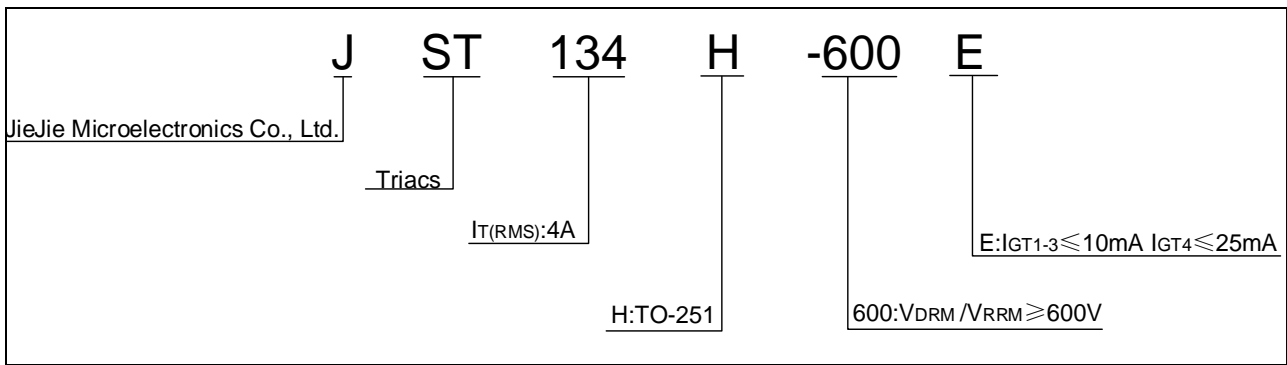 J ST 134 H -600 E
JieJie Microelectronics Co., Ltd.
Triacs
IT(RMS):4A
E:IGT1-3≤10mA IGT4≤25mA
H:TO-251
600:VDRM /VRRM≥600V